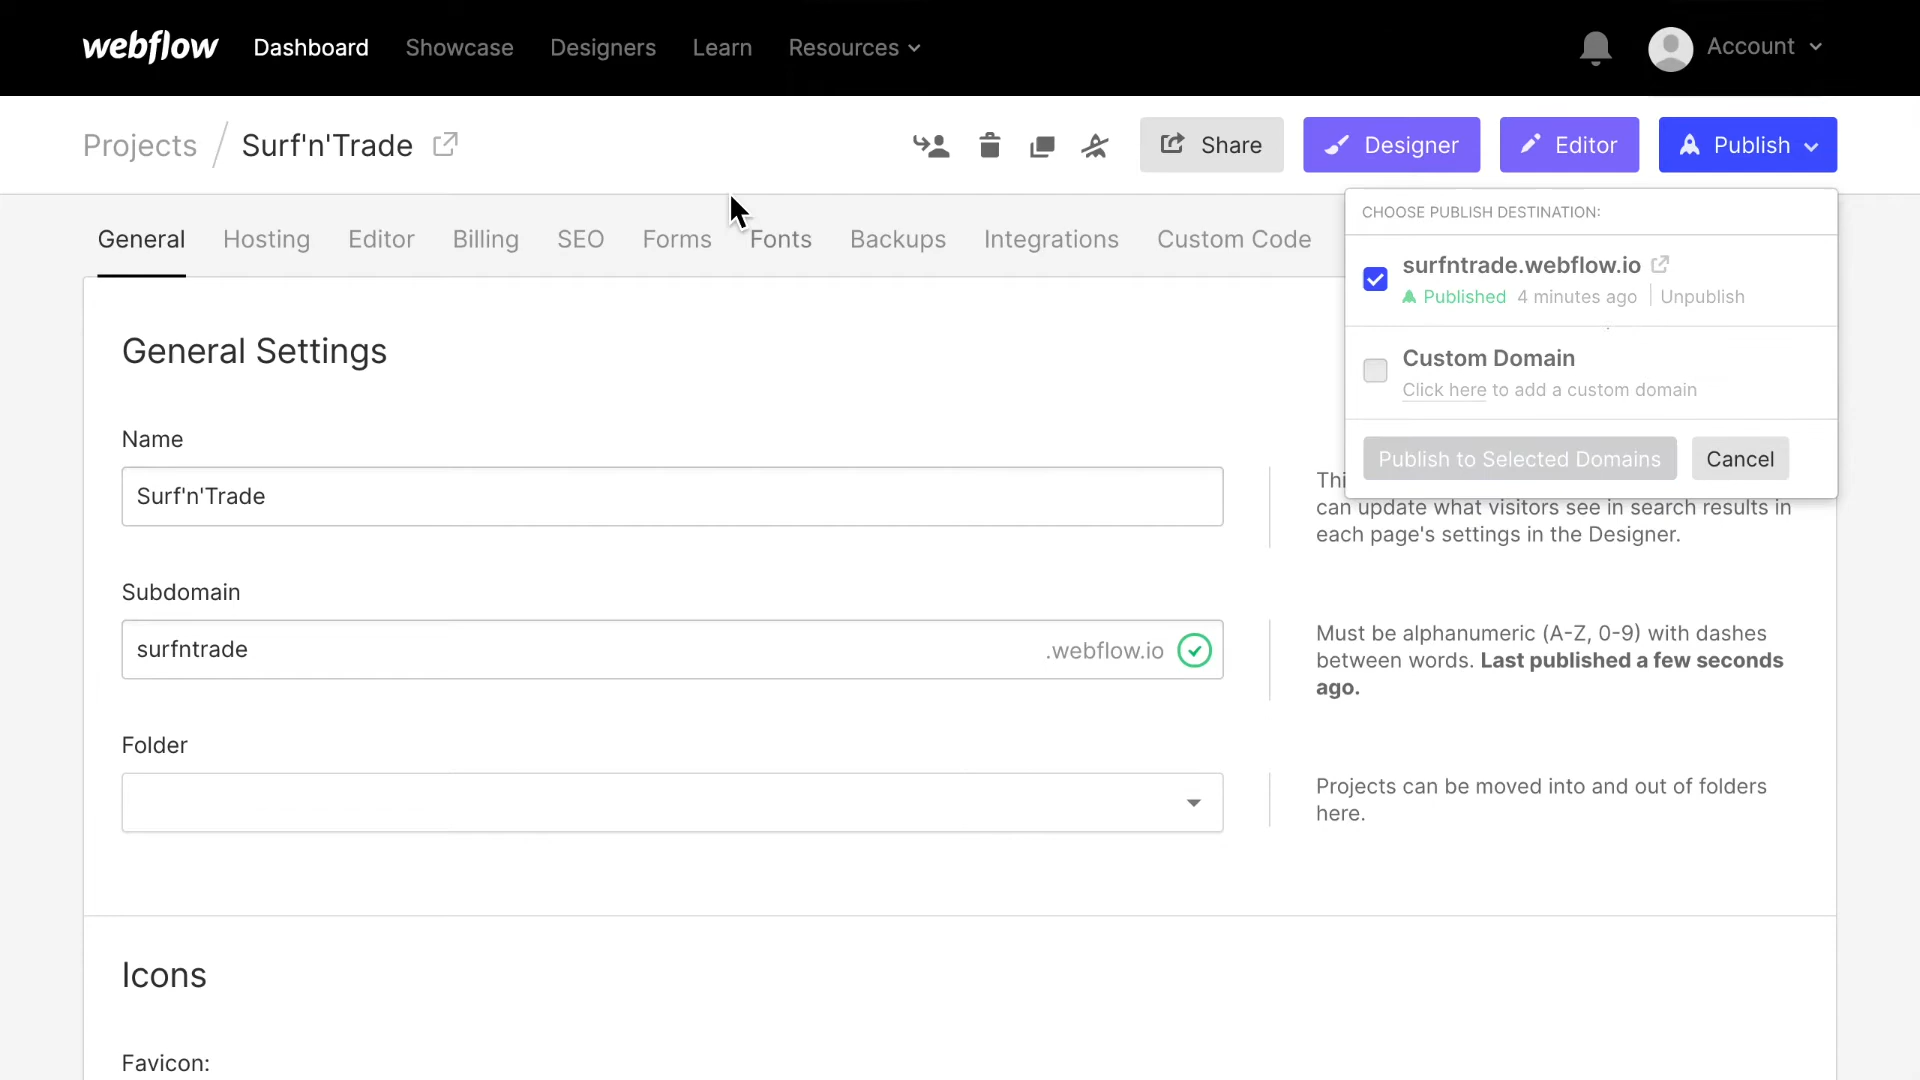 webflow Dashboard Showcase Designers Learn Resources Account
Projects / Surf'n'Trade Share Designer Editor Publish
General Hosting Editor Billing SEO Forms Fonts Backups Integrations Custom Code
CHOOSE PUBLISH DESTINATION:
surfntrade.webflow.io
Published 4 minutes ago | Unpublish
Custom Domain
Click here to add a custom domain
Publish to Selected Domains Cancel
General Settings
Name
Surf'n'Trade
can update what visitors see in search results in
each page's settings in the Designer.
Subdomain
surfntrade .webflow.io
Must be alphanumeric (A-Z, 0-9) with dashes
between words. Last published a few seconds
ago.
Folder
Projects can be moved into and out of folders
here.
Icons
Favicon: